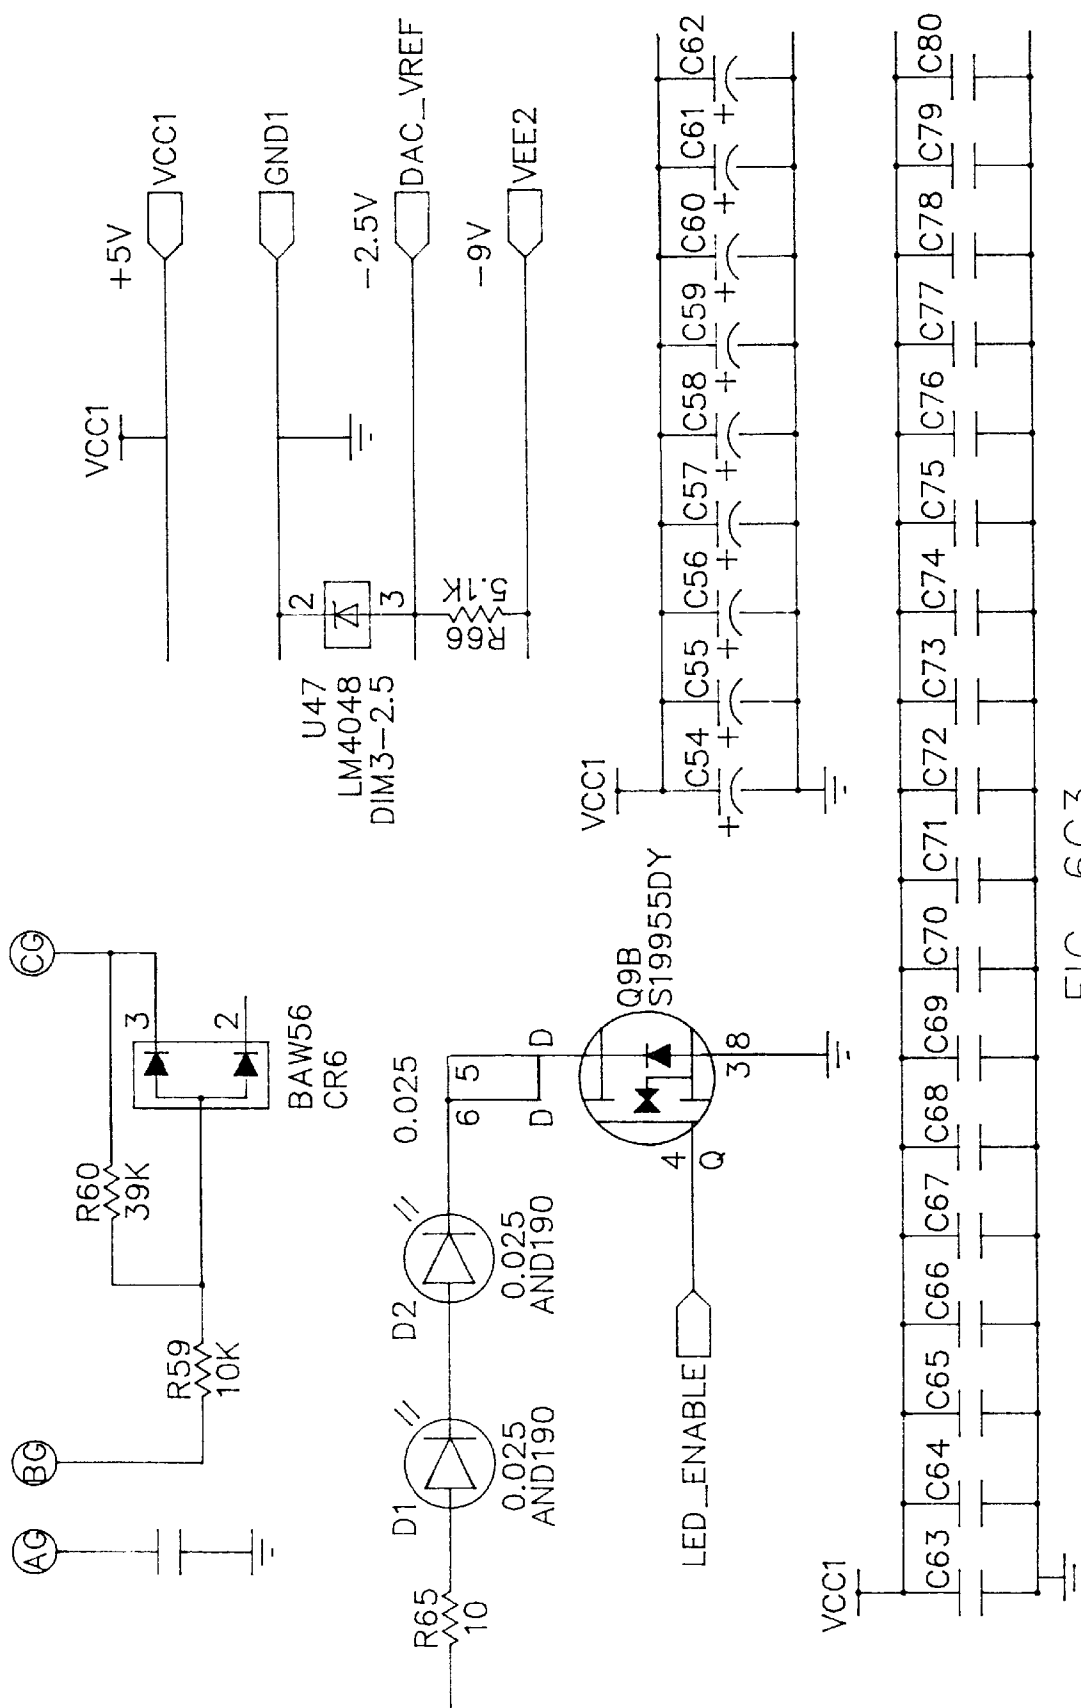 AG
BG
CG
R59
10K
R60
39K
3
2
BAW56
CR6
R65
10
D1
0.025
AND190
D2
0.025
AND190
0.025
6
5
D
D
Q9B
S19955DY
4
Q
3
8
LED_ENABLE
+5V
VCC1
VCC1
GND1
-2.5V
DAC_VREF
-9V
VEE2
2
3
U47
LM4048
DIM3-2.5
R66
5.1K
VCC1
C54
C55
C56
C57
C58
C59
C60
C61
C62
+
+
+
+
+
+
+
+
+
VCC1
C63
C64
C65
C66
C67
C68
C69
C70
C71
C72
C73
C74
C75
C76
C77
C78
C79
C80
FIG. 6C3